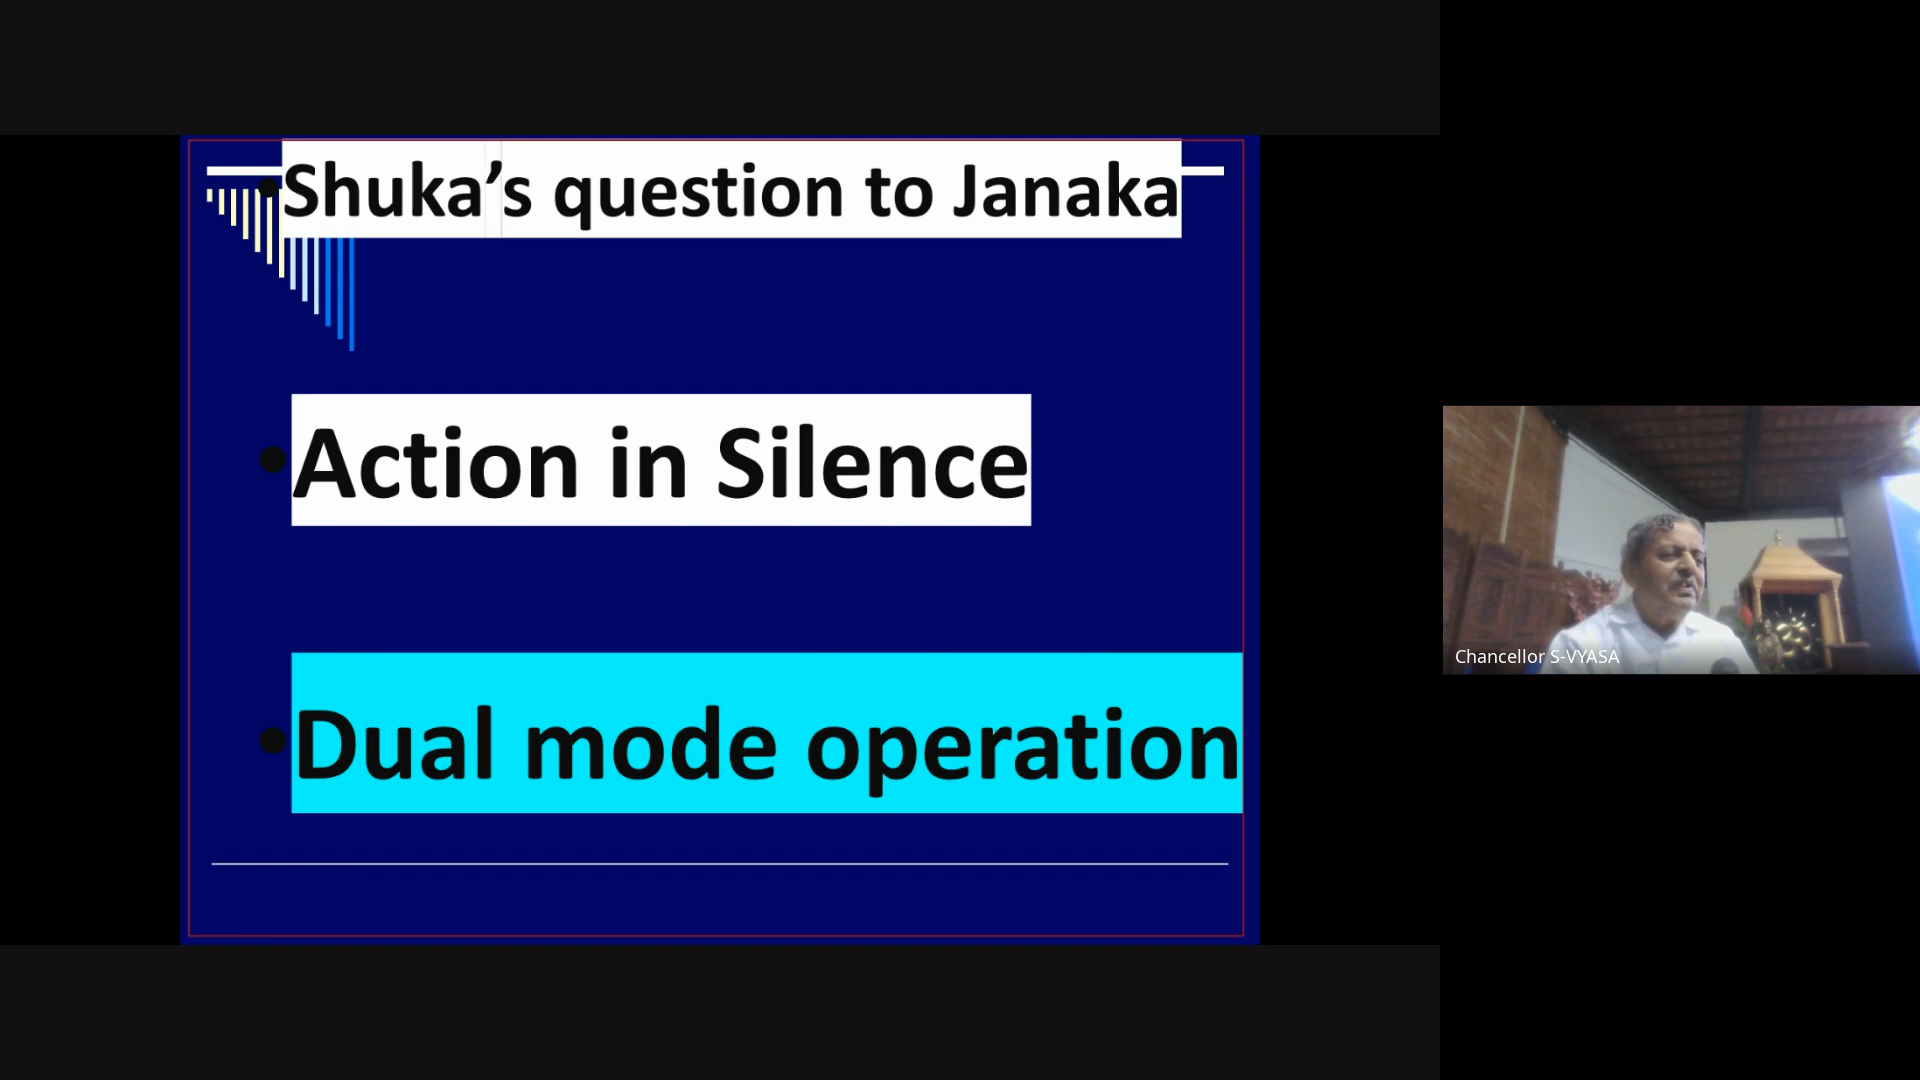 Shuka’s question to Janaka
Action in Silence
Dual mode operation
Chancellor S-VYASA